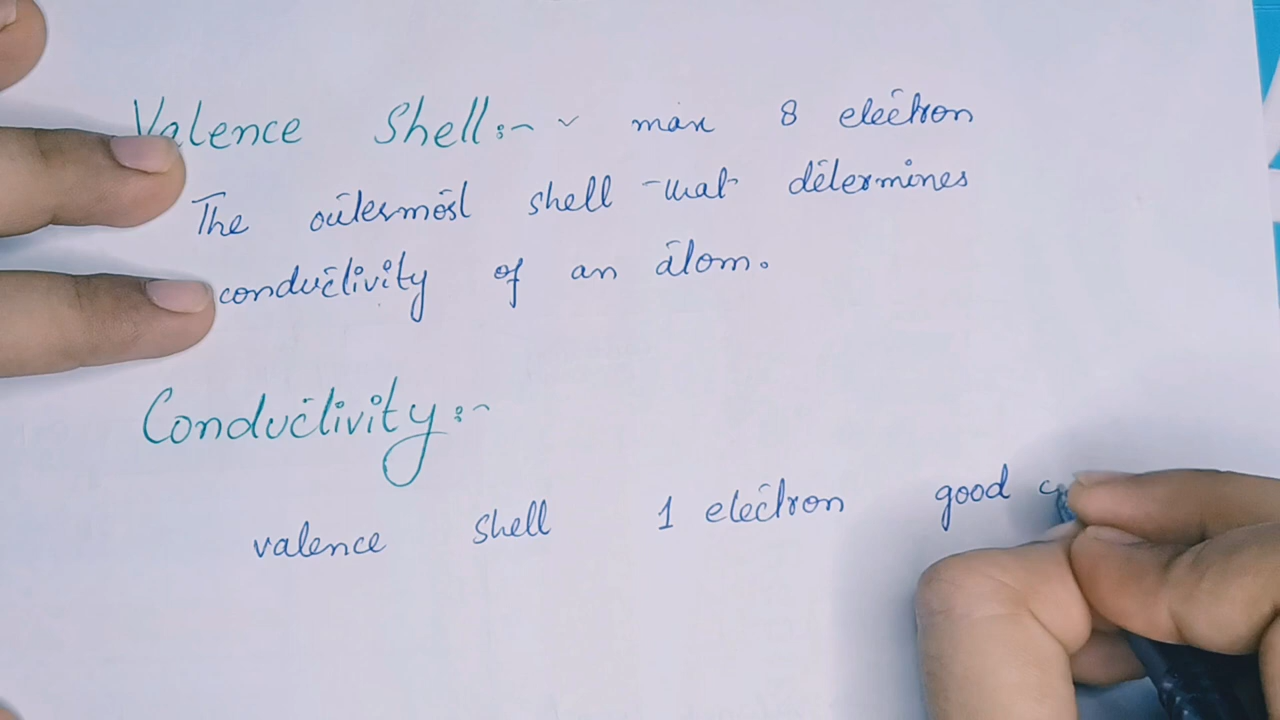 Valence Shell:- ~ max 8 electron
The outermost shell that determines
conductivity of an atom.
Conductivity:-
valence shell 1 electron good c